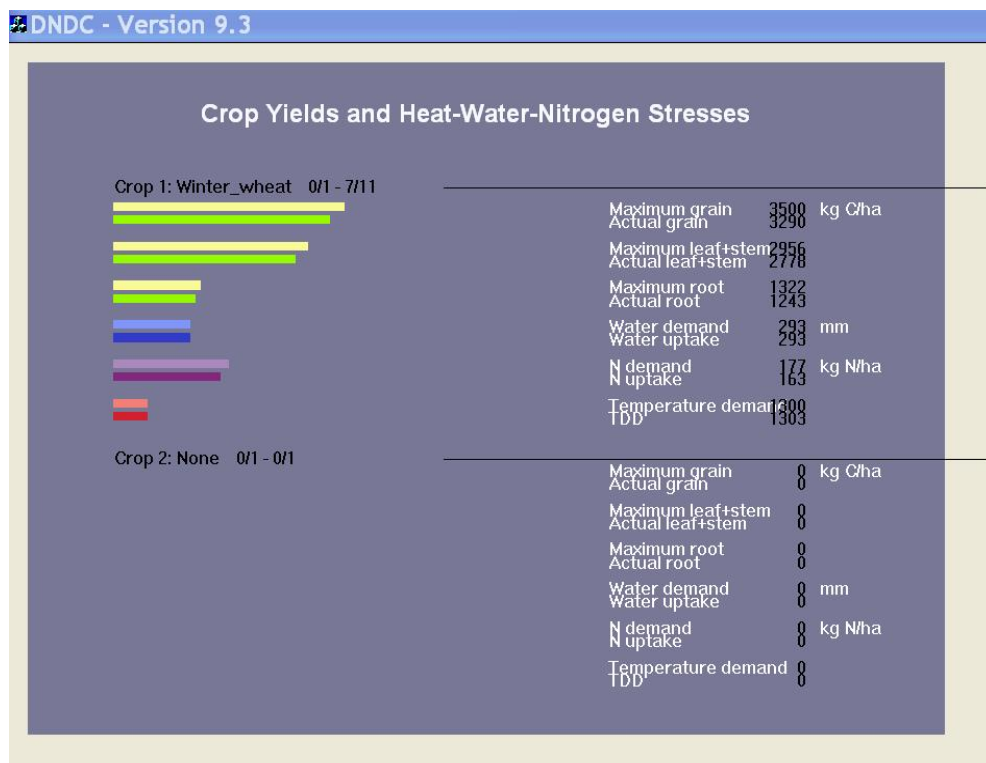 DNDC - Version 9.3
Crop Yields and Heat-Water-Nitrogen Stresses
Crop 1: Winter_wheat 0/1 - 7/11
Maximum grain 3500 kg C/ha
Actual grain 3290
Maximum leaf+stem 2956
Actual leaf+stem 2778
Maximum root 1322
Actual root 1243
Water demand 293 mm
Water uptake 293
N demand 177 kg N/ha
N uptake 163
Temperature demand 1300
TDD 1303
Crop 2: None 0/1 - 0/1
Maximum grain 0 kg C/ha
Actual grain 0
Maximum leaf+stem 0
Actual leaf+stem 0
Maximum root 0
Actual root 0
Water demand 0 mm
Water uptake 0
N demand 0 kg N/ha
N uptake 0
Temperature demand 0
TDD 0